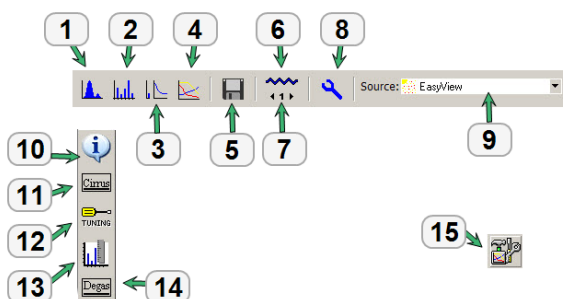 1 2 4 6 8
Source: EasyView
1
3 5 7 9
10 i
11 Cirrus
12 TUNING
15
13
14 Degas